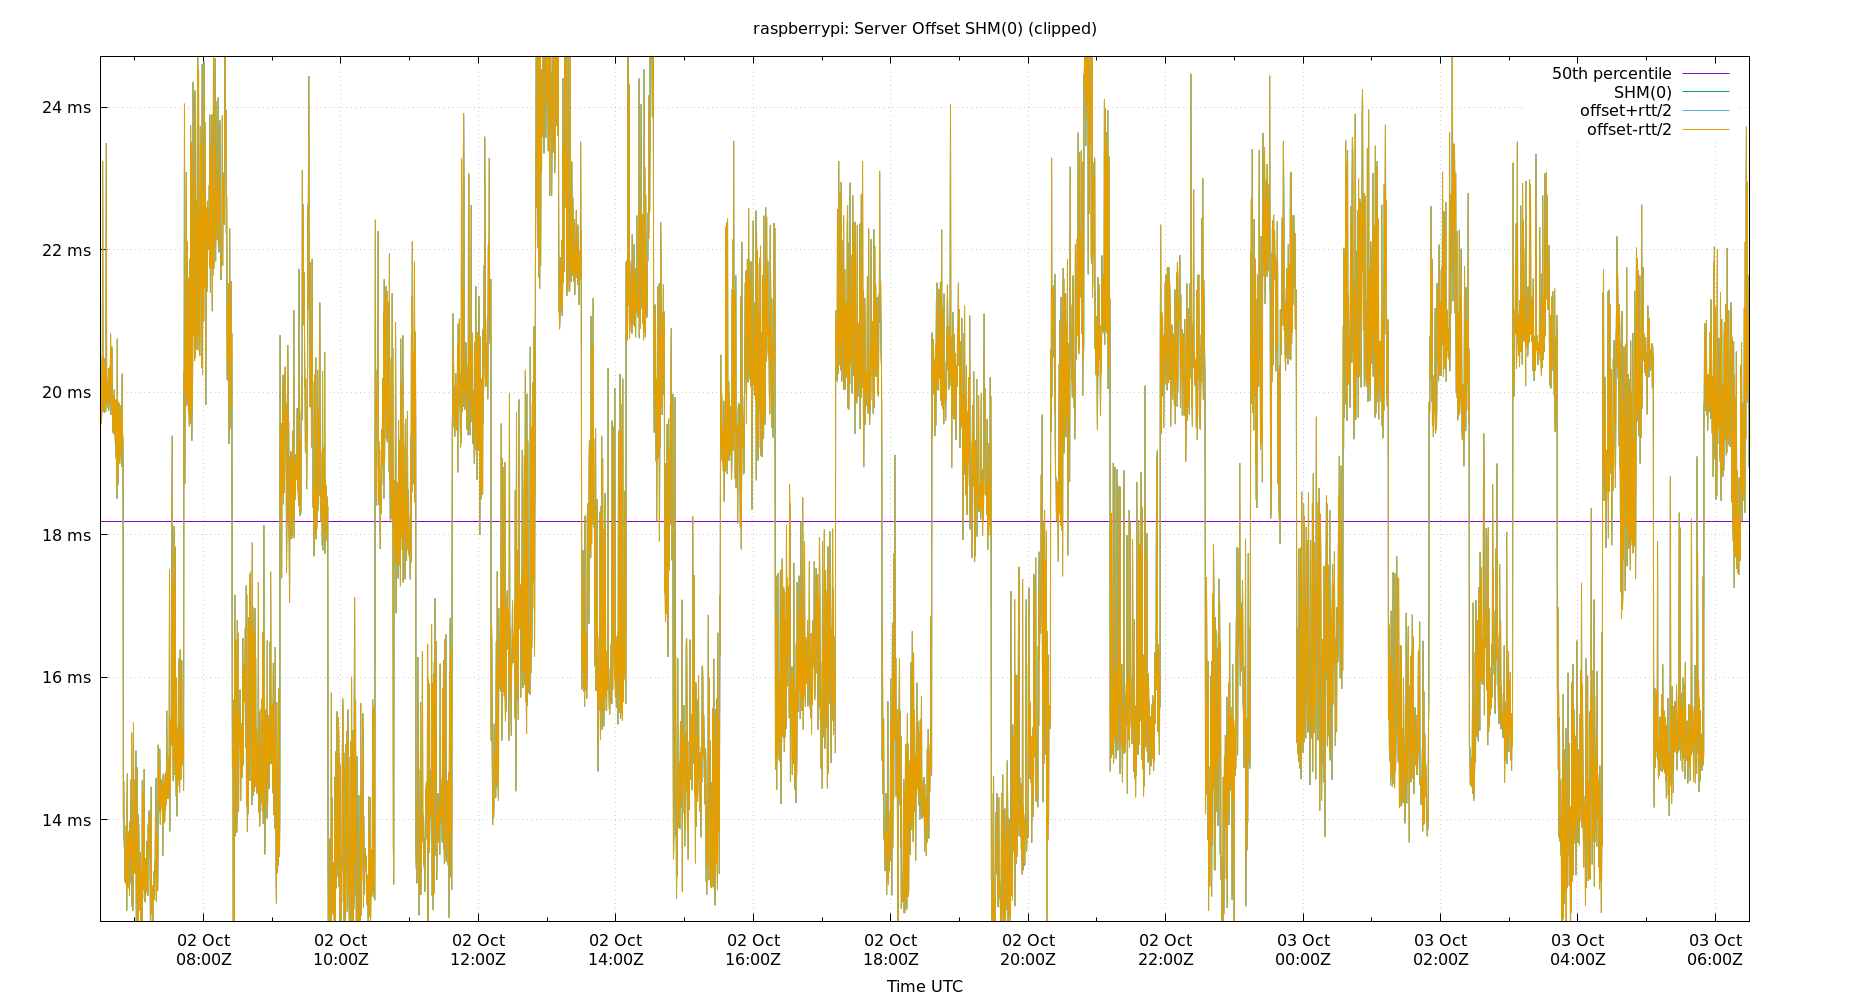 raspberrypi: Server Offset SHM(0) (clipped)
50th percentile
SHM(0)
offset+rtt/2
offset-rtt/2
24 ms
22 ms
20 ms
18 ms
16 ms
14 ms
02 Oct 02 Oct 02 Oct 02 Oct 02 Oct 02 Oct 02 Oct 02 Oct 03 Oct 03 Oct 03 Oct 03 Oct
08:00Z 10:00Z 12:00Z 14:00Z 16:00Z 18:00Z 20:00Z 22:00Z 00:00Z 02:00Z 04:00Z 06:00Z
Time UTC